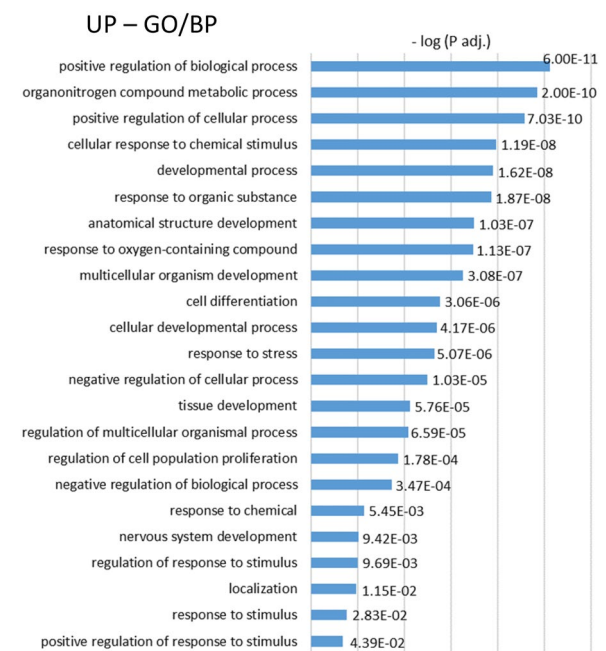 UP – GO/BP
- log (P adj.)
positive regulation of biological process 6.00E-11
organonitrogen compound metabolic process 2.00E-10
positive regulation of cellular process 7.03E-10
cellular response to chemical stimulus 1.19E-08
developmental process 1.62E-08
response to organic substance 1.87E-08
anatomical structure development 1.03E-07
response to oxygen-containing compound 1.13E-07
multicellular organism development 3.08E-07
cell differentiation 3.06E-06
cellular developmental process 4.17E-06
response to stress 5.07E-06
negative regulation of cellular process 1.03E-05
tissue development 5.76E-05
regulation of multicellular organismal process 6.59E-05
regulation of cell population proliferation 1.78E-04
negative regulation of biological process 3.47E-04
response to chemical 5.45E-03
nervous system development 9.42E-03
regulation of response to stimulus 9.69E-03
localization 1.15E-02
response to stimulus 2.83E-02
positive regulation of response to stimulus 4.39E-02